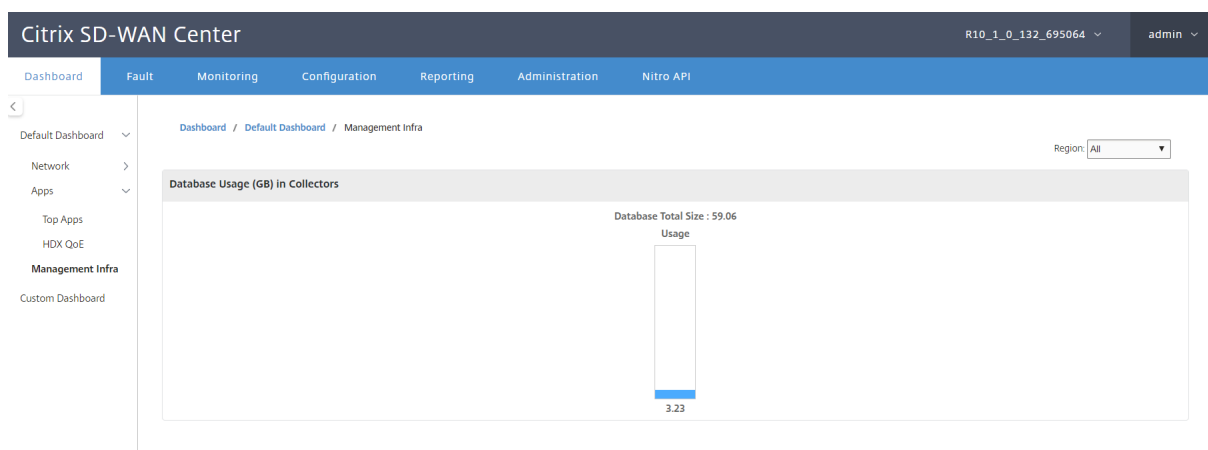 Citrix SD-WAN Center
R10_1_0_132_695064
admin
Dashboard Fault Monitoring Configuration Reporting Administration Nitro API
Default Dashboard
Network
Apps
Top Apps
HDX QoE
Management Infra
Custom Dashboard
Dashboard / Default Dashboard / Management Infra
Region: All
Database Usage (GB) in Collectors
Database Total Size : 59.06
Usage
3.23